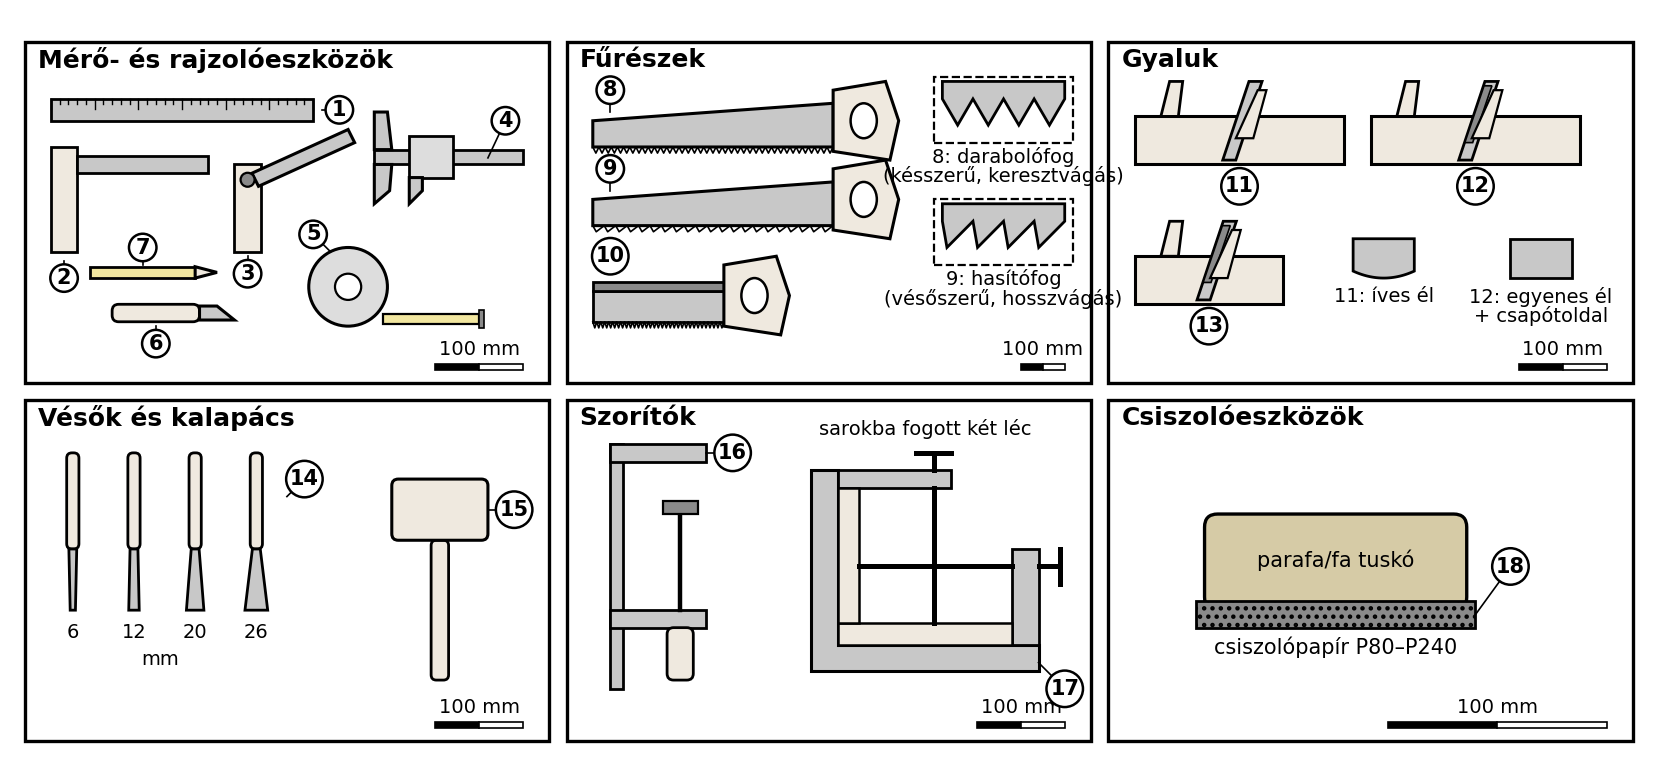 Mérő- és rajzolóeszközök
1
4
2
3
5
7
6
100 mm
Fűrészek
8
9
10
8: darabolófog
(késszerű, keresztvágás)
9: hasítófog
(vésőszerű, hosszvágás)
100 mm
Gyaluk
11
12
13
11: íves él
12: egyenes él
+ csapótoldal
100 mm
Vésők és kalapács
14
15
6 12 20 26
mm
100 mm
Szorítók
sarokba fogott két léc
16
17
100 mm
Csiszolóeszközök
parafa/fa tuskó
18
csiszolópapír P80–P240
100 mm